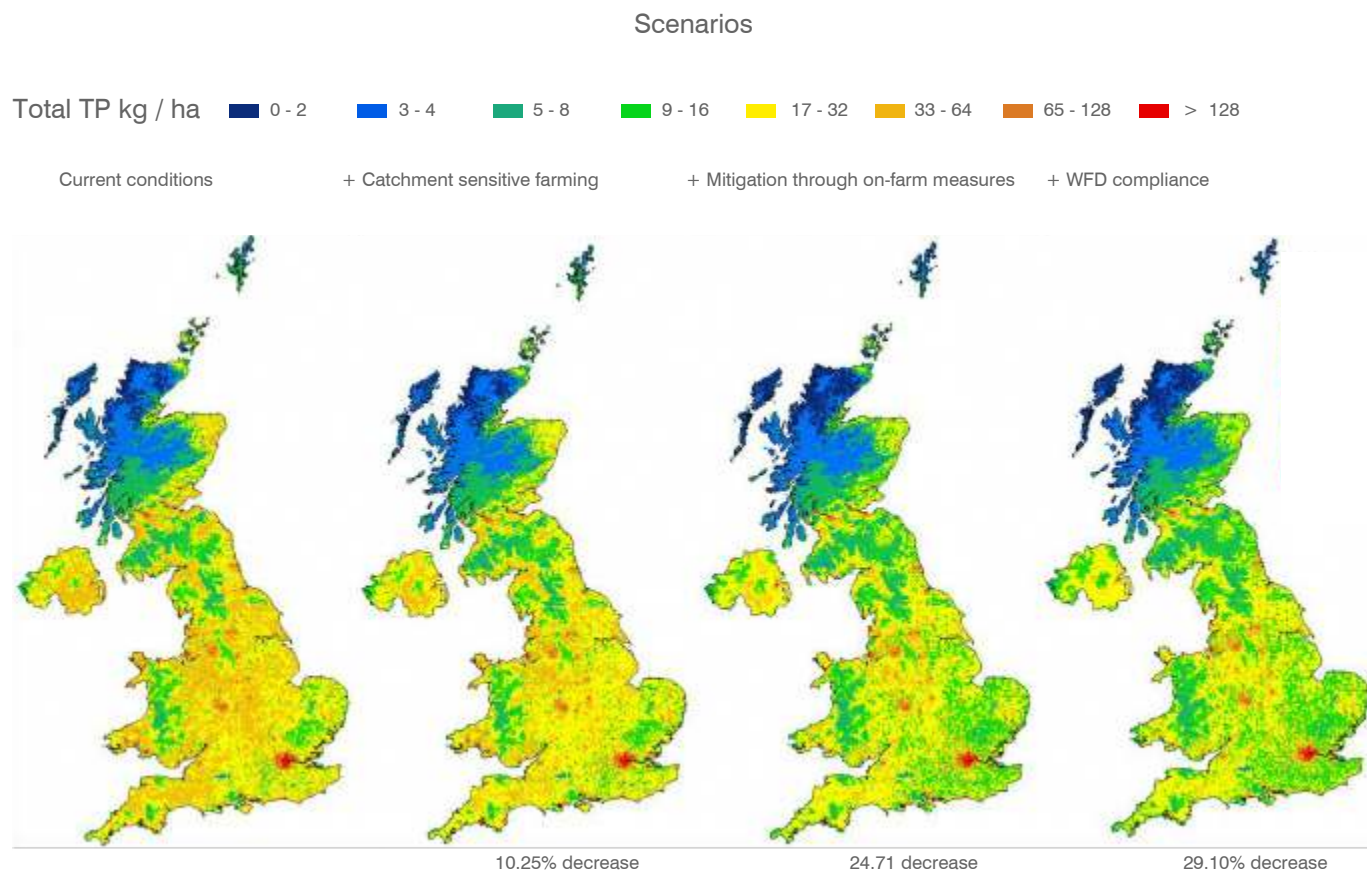 Scenarios
Total TP kg / ha 0 - 2 3 - 4 5 - 8 9 - 16 17 - 32 33 - 64 65 - 128 > 128
Current conditions + Catchment sensitive farming + Mitigation through on-farm measures + WFD compliance
10.25% decrease 24.71 decrease 29.10% decrease